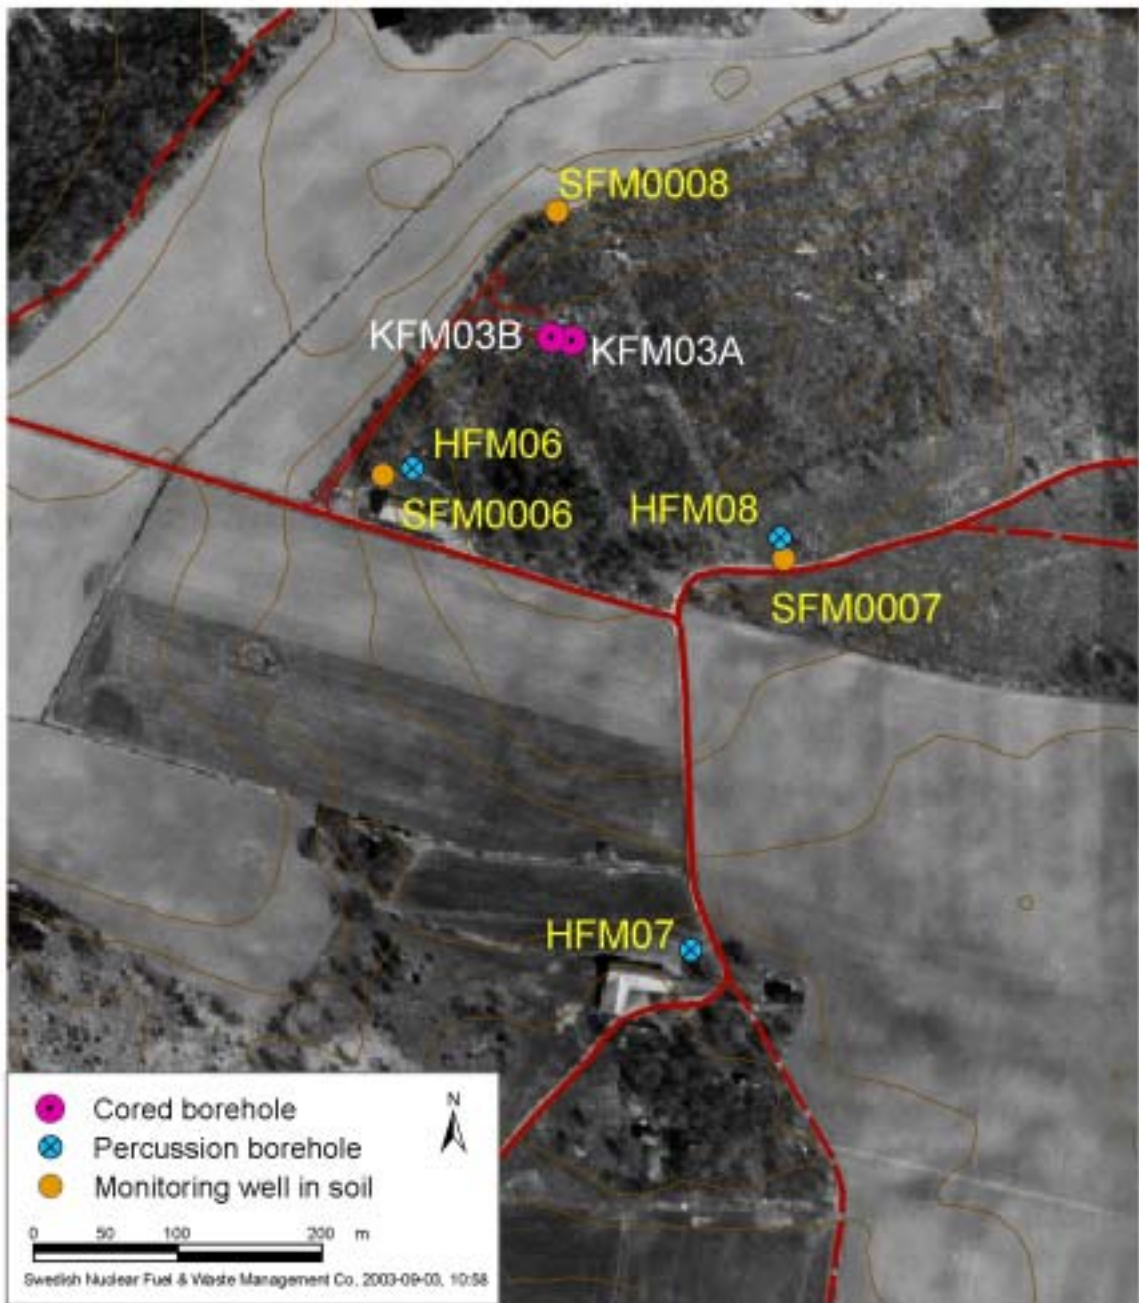 SFM0008
KFM03B
KFM03A
HFM06
SFM0006
HFM08
SFM0007
HFM07
Cored borehole
Percussion borehole
Monitoring well in soil
N
0 50 100 200 m
Swedish Nuclear Fuel & Waste Management Co, 2003-09-03, 10:58